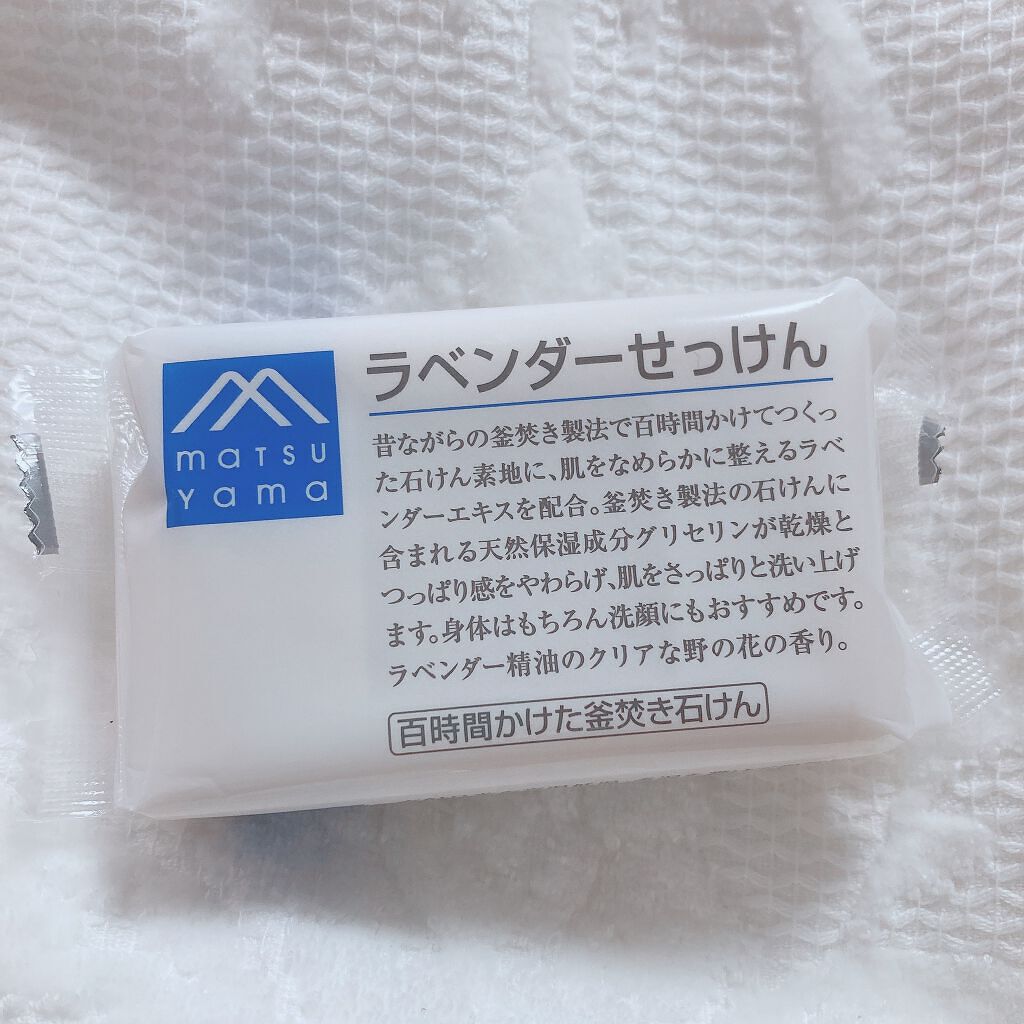 matsu
yama
ラベンダーせっけん
昔ながらの釜焚き製法で百時間かけてつくっ
た石けん素地に、肌をなめらかに整えるラベ
ンダーエキスを配合。釜焚き製法の石けんに
含まれる天然保湿成分グリセリンが乾燥と
つっぱり感をやわらげ、肌をさっぱりと洗い上げ
ます。身体はもちろん洗顔にもおすすめです。
ラベンダー精油のクリアな野の花の香り。
百時間かけた釜焚き石けん